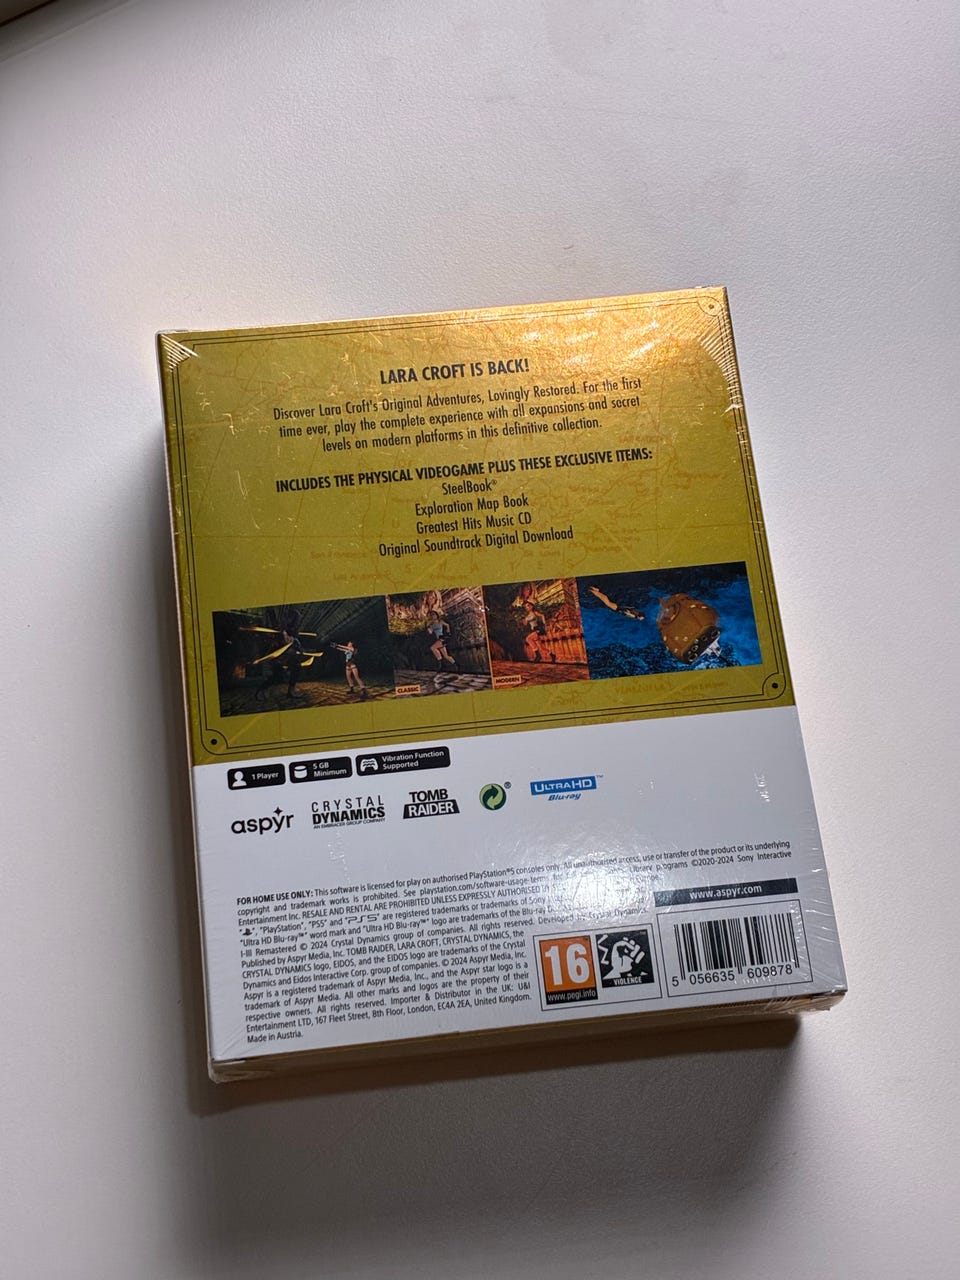 LARA CROFT IS BACK!
Discover Lara Croft's Original Adventures, Lovingly Restored. For the first
time ever, play the complete experience with all expansions and secret
levels on modern platforms in this definitive collection.
INCLUDES THE PHYSICAL VIDEOGAME PLUS THESE EXCLUSIVE ITEMS:
SteelBook®
Exploration Map Book
Greatest Hits Music CD
Original Soundtrack Digital Download
CLASSIC
MODERN
1 Player
5 GB
Minimum
Vibration Function
Supported
aspyr
CRYSTAL
DYNAMICS
AN EMBRACER GROUP COMPANY
TOMB
RAIDER
®
ULTRA HD™
Blu-ray
FOR HOME USE ONLY: This software is licensed for play on authorised PlayStation®5 consoles only. All unauthorised access, use or transfer of the product or its underlying
copyright and trademark works is prohibited. See playstation.com/software-usage-terms Library programs ©2020-2024 Sony Interactive
Entertainment Inc. RESALE AND RENTAL ARE PROHIBITED UNLESS EXPRESSLY AUTHORISED
"PlayStation", "PS5" and "PS5" are registered trademarks or trademarks of Sony
"Ultra HD Blu-ray™" word mark and "Ultra HD Blu-ray™" logo are trademarks of the Blu-ray
I-III Remastered © 2024 Crystal Dynamics group of companies. All rights reserved. Developed by Crystal Dynamics.
Published by Aspyr Media, Inc. TOMB RAIDER, LARA CROFT, CRYSTAL DYNAMICS, the
CRYSTAL DYNAMICS logo, EIDOS, and the EIDOS logo are trademarks of the Crystal
Dynamics and Eidos Interactive Corp. group of companies. © 2024 Aspyr Media, Inc.
Aspyr is a registered trademark of Aspyr Media, Inc., and the Aspyr star logo is a
trademark of Aspyr Media. All other marks and logos are the property of their
respective owners. All rights reserved. Importer & Distributor in the UK: U&I
Entertainment LTD, 167 Fleet Street, 8th Floor, London, EC4A 2EA, United Kingdom.
Made in Austria.
www.aspyr.com
16
www.pegi.info
VIOLENCE
5 056635 609878